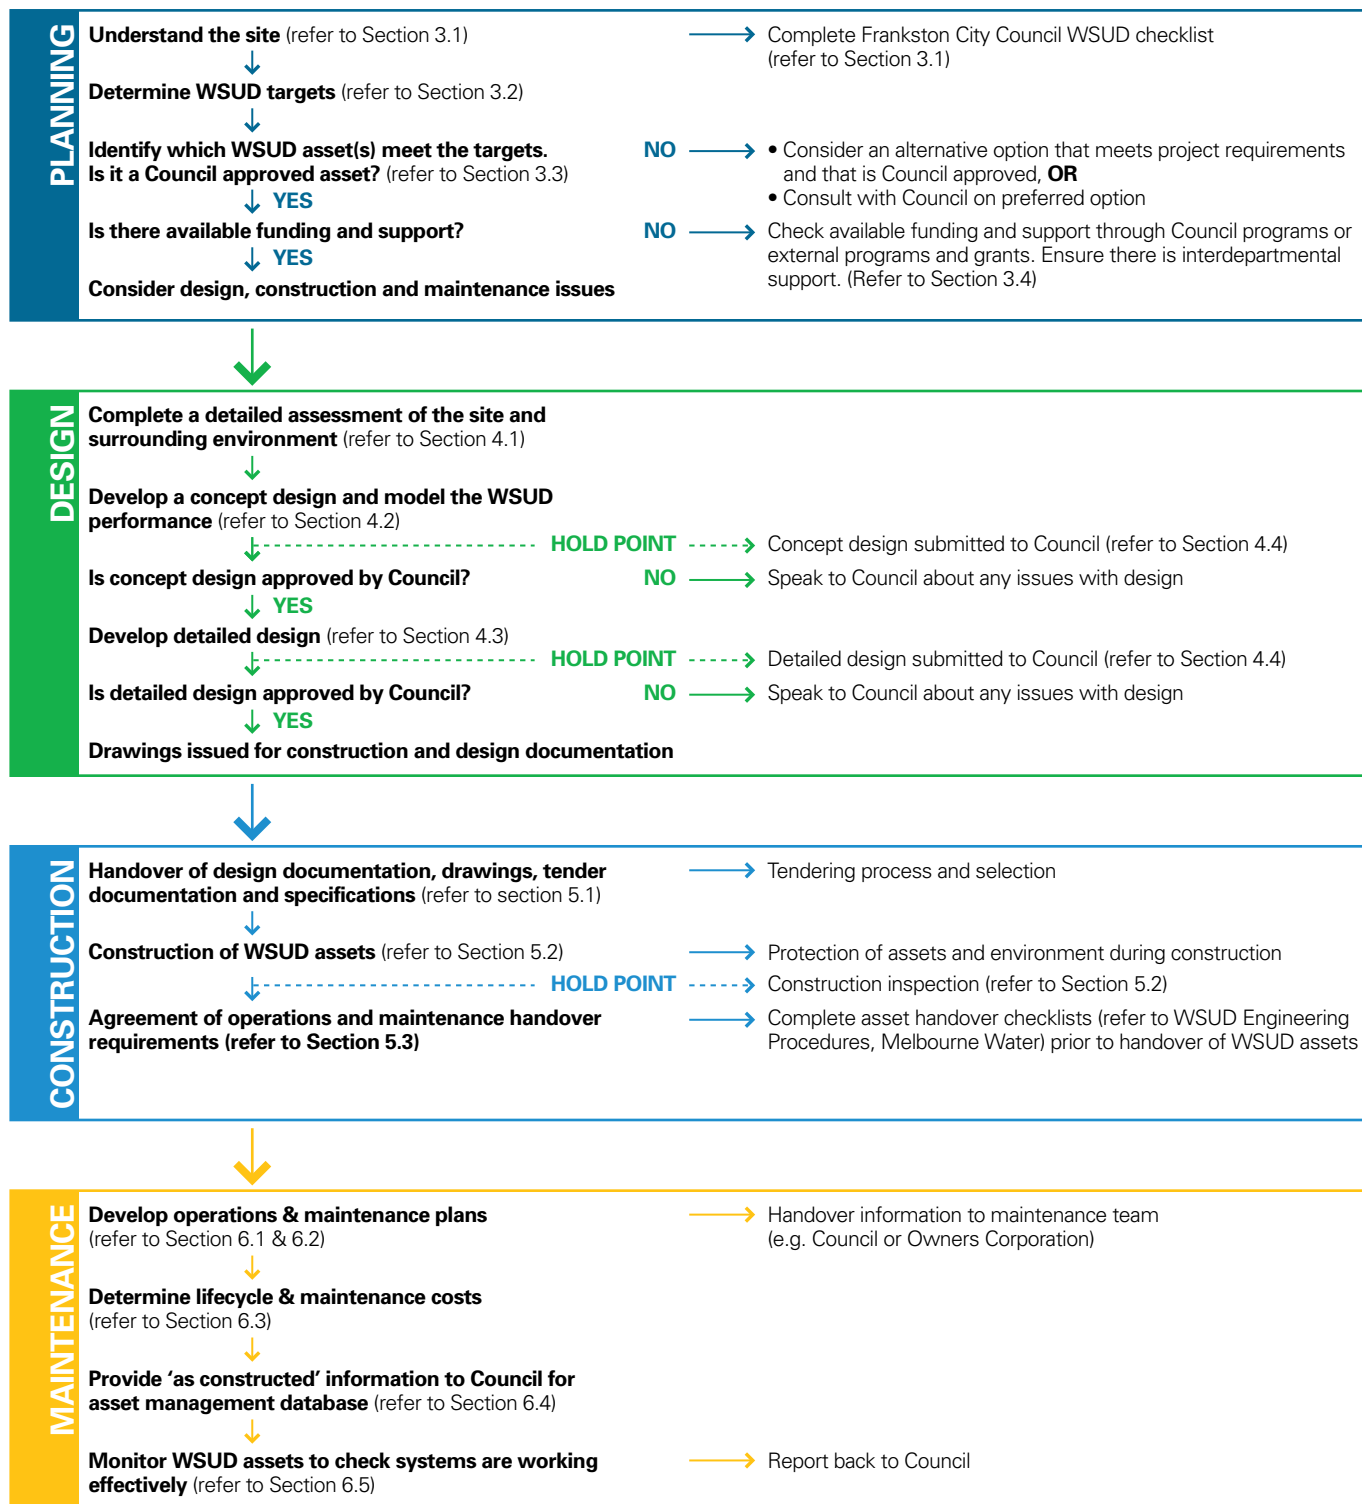 PLANNING
Understand the site (refer to Section 3.1)
Complete Frankston City Council WSUD checklist
(refer to Section 3.1)
Determine WSUD targets (refer to Section 3.2)
Identify which WSUD asset(s) meet the targets.
Is it a Council approved asset? (refer to Section 3.3)
NO
• Consider an alternative option that meets project requirements
and that is Council approved, OR
• Consult with Council on preferred option
YES
Is there available funding and support?
NO
Check available funding and support through Council programs or
external programs and grants. Ensure there is interdepartmental
support. (Refer to Section 3.4)
YES
Consider design, construction and maintenance issues
DESIGN
Complete a detailed assessment of the site and
surrounding environment (refer to Section 4.1)
Develop a concept design and model the WSUD
performance (refer to Section 4.2)
HOLD POINT
Concept design submitted to Council (refer to Section 4.4)
Is concept design approved by Council?
NO
Speak to Council about any issues with design
YES
Develop detailed design (refer to Section 4.3)
HOLD POINT
Detailed design submitted to Council (refer to Section 4.4)
Is detailed design approved by Council?
NO
Speak to Council about any issues with design
YES
Drawings issued for construction and design documentation
CONSTRUCTION
Handover of design documentation, drawings, tender
documentation and specifications (refer to section 5.1)
Tendering process and selection
Construction of WSUD assets (refer to Section 5.2)
Protection of assets and environment during construction
HOLD POINT
Construction inspection (refer to Section 5.2)
Agreement of operations and maintenance handover
requirements (refer to Section 5.3)
Complete asset handover checklists (refer to WSUD Engineering
Procedures, Melbourne Water) prior to handover of WSUD assets
MAINTENANCE
Develop operations & maintenance plans
(refer to Section 6.1 & 6.2)
Handover information to maintenance team
(e.g. Council or Owners Corporation)
Determine lifecycle & maintenance costs
(refer to Section 6.3)
Provide ‘as constructed’ information to Council for
asset management database (refer to Section 6.4)
Monitor WSUD assets to check systems are working
effectively (refer to Section 6.5)
Report back to Council